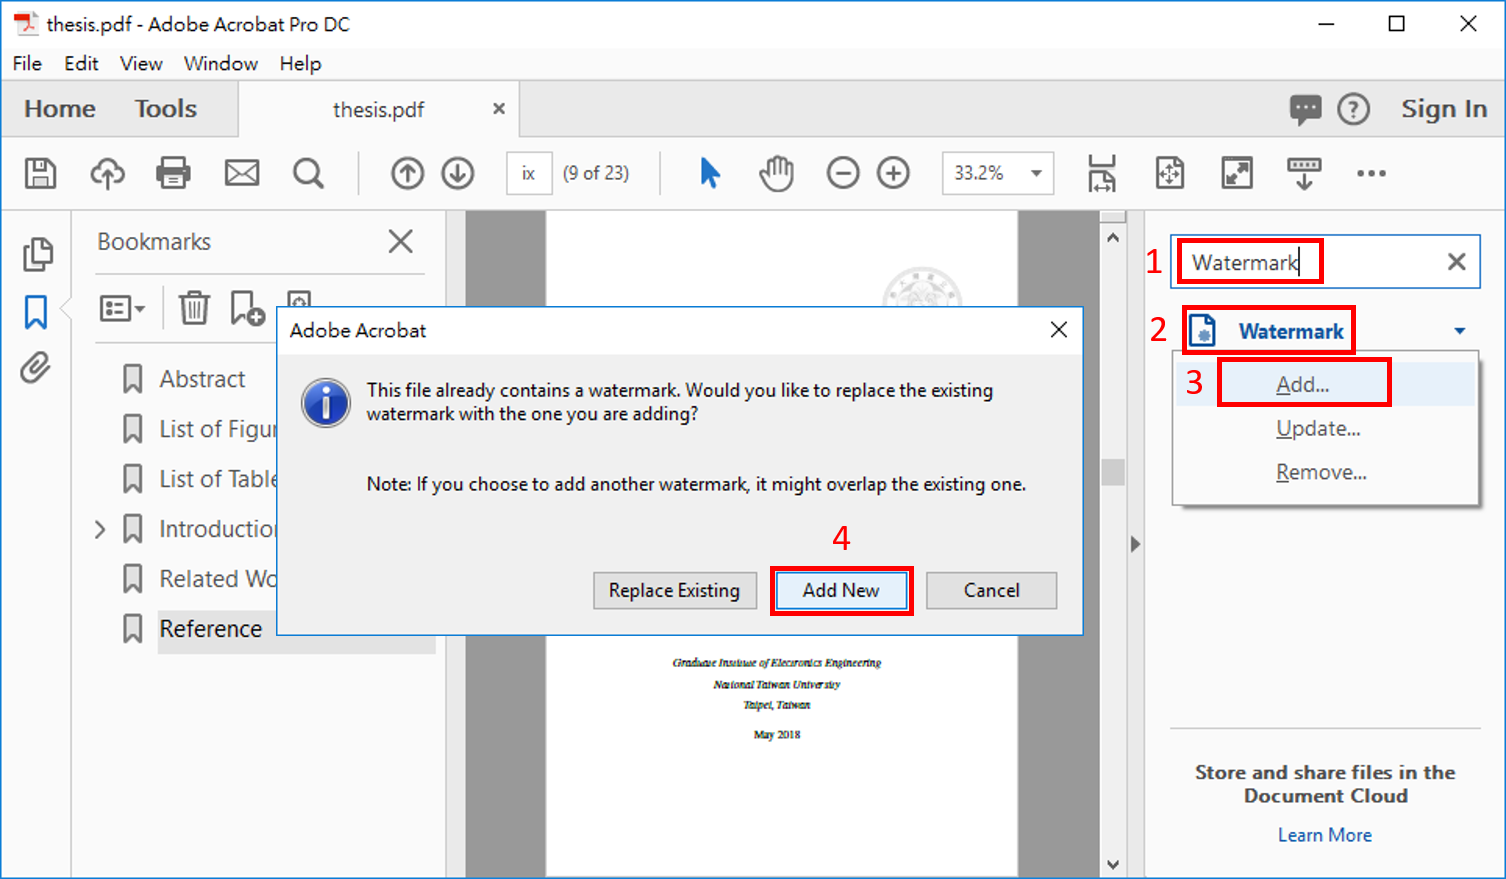 thesis.pdf - Adobe Acrobat Pro DC
File Edit View Window Help
Home Tools thesis.pdf Sign In
ix (9 of 23) 33.2%
Bookmarks
Abstract
List of Figu
List of Table
Introduction
Related Wo
Reference
Adobe Acrobat
This file already contains a watermark. Would you like to replace the existing
watermark with the one you are adding?
Note: If you choose to add another watermark, it might overlap the existing one.
4
Replace Existing Add New Cancel
Graduate Institute of Electronics Engineering
National Taiwan University
Taipei, Taiwan
May 2018
1 Watermark
2 Watermark
3 Add...
Update...
Remove...
Store and share files in the
Document Cloud
Learn More